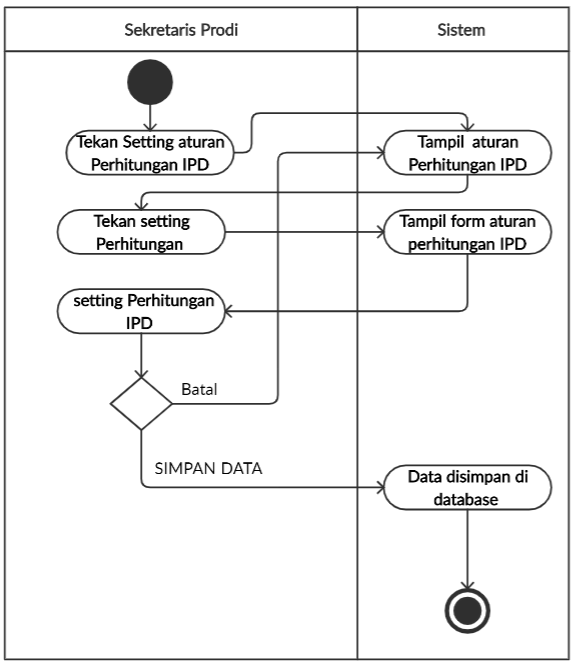 Sekretaris Prodi
Sistem
Tekan Setting aturan
Perhitungan IPD
Tampil aturan
Perhitungan IPD
Tekan setting
Perhitungan
Tampil form aturan
perhitungan IPD
setting Perhitungan
IPD
Batal
SIMPAN DATA
Data disimpan di
database